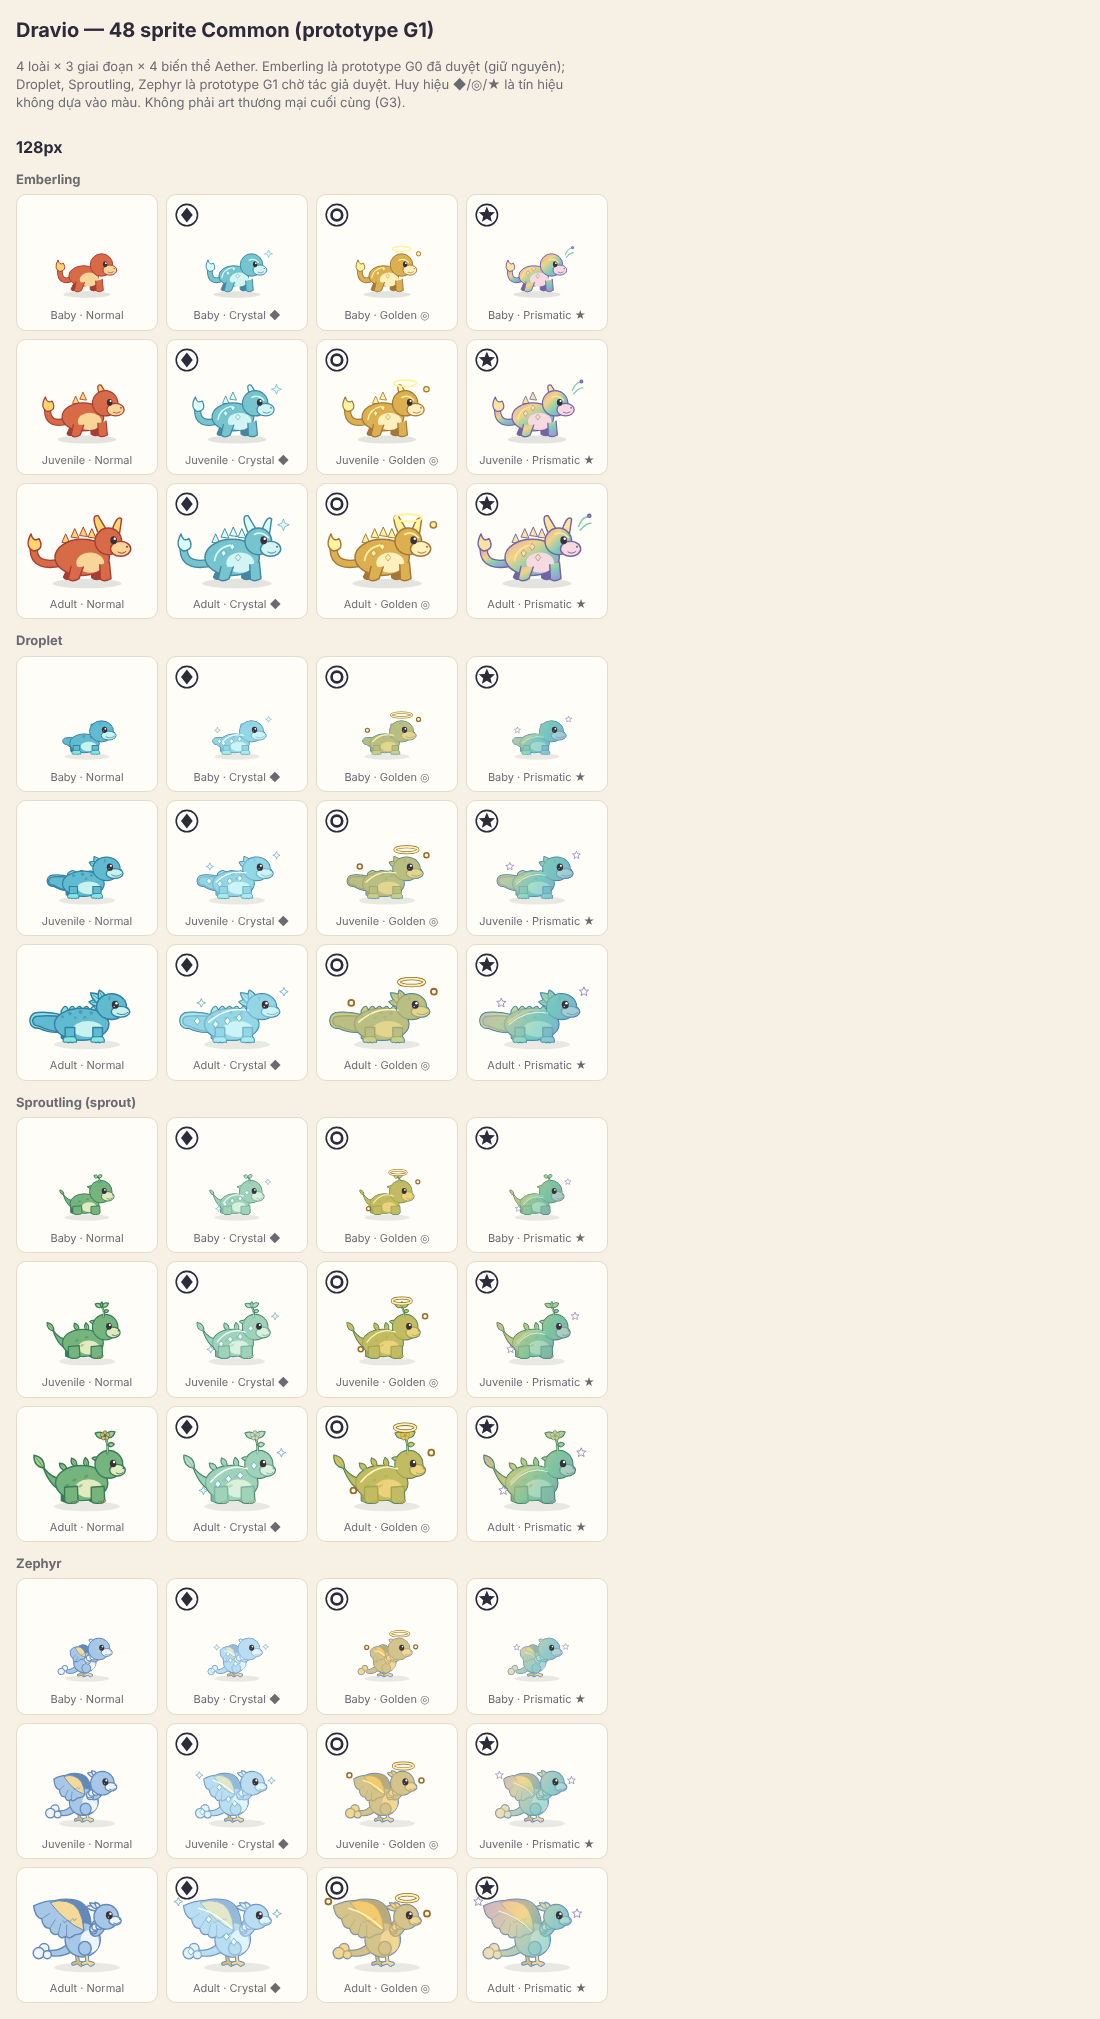 Dravio — 48 sprite Common (prototype G1)
4 loài × 3 giai đoạn × 4 biến thể Aether. Emberling là prototype G0 đã duyệt (giữ nguyên);
Droplet, Sproutling, Zephyr là prototype G1 chờ tác giả duyệt. Huy hiệu ◆/◎/★ là tín hiệu
không dựa vào màu. Không phải art thương mại cuối cùng (G3).
128px
Emberling
Baby · Normal
Baby · Crystal ◆
Baby · Golden ◎
Baby · Prismatic ★
Juvenile · Normal
Juvenile · Crystal ◆
Juvenile · Golden ◎
Juvenile · Prismatic ★
Adult · Normal
Adult · Crystal ◆
Adult · Golden ◎
Adult · Prismatic ★
Droplet
Baby · Normal
Baby · Crystal ◆
Baby · Golden ◎
Baby · Prismatic ★
Juvenile · Normal
Juvenile · Crystal ◆
Juvenile · Golden ◎
Juvenile · Prismatic ★
Adult · Normal
Adult · Crystal ◆
Adult · Golden ◎
Adult · Prismatic ★
Sproutling (sprout)
Baby · Normal
Baby · Crystal ◆
Baby · Golden ◎
Baby · Prismatic ★
Juvenile · Normal
Juvenile · Crystal ◆
Juvenile · Golden ◎
Juvenile · Prismatic ★
Adult · Normal
Adult · Crystal ◆
Adult · Golden ◎
Adult · Prismatic ★
Zephyr
Baby · Normal
Baby · Crystal ◆
Baby · Golden ◎
Baby · Prismatic ★
Juvenile · Normal
Juvenile · Crystal ◆
Juvenile · Golden ◎
Juvenile · Prismatic ★
Adult · Normal
Adult · Crystal ◆
Adult · Golden ◎
Adult · Prismatic ★